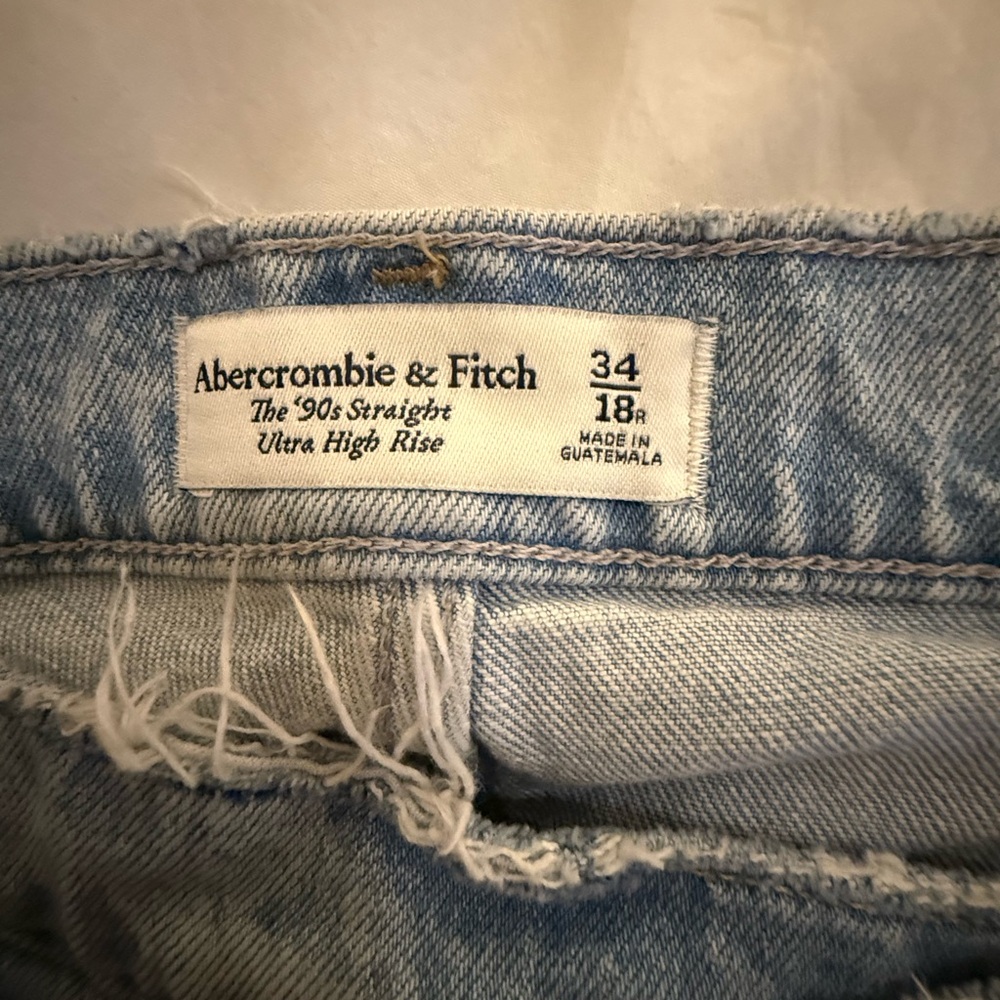 Abercrombie & Fitch
The '90s Straight
Ultra High Rise
34
18R
MADE IN
GUATEMALA